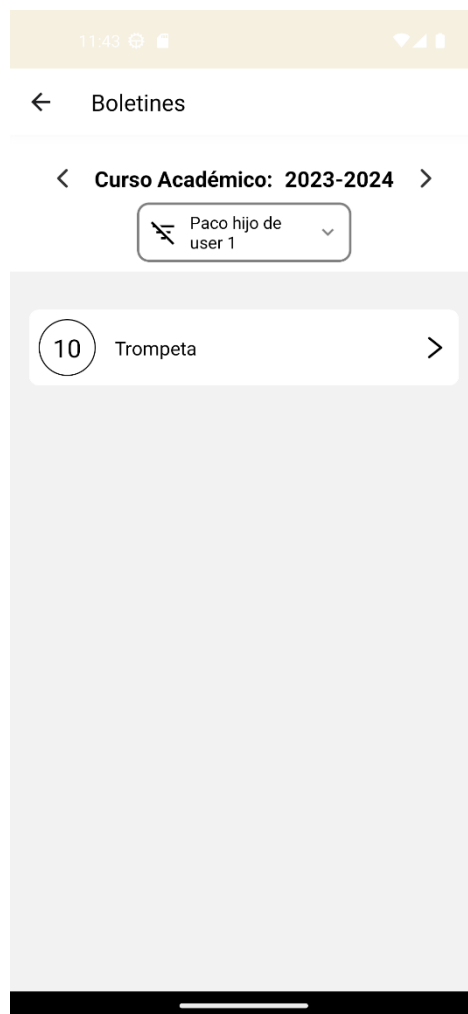 11:43
Boletines
Curso Académico: 2023-2024
Paco hijo de
user 1
10 Trompeta